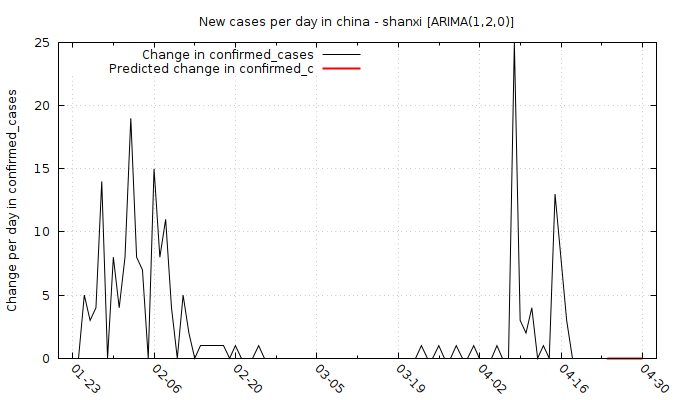 New cases per day in china - shanxi [ARIMA(1,2,0)]
Change in confirmed_cases
Predicted change in confirmed_c
Change per day in confirmed_cases
25
20
15
10
5
0
01-23 02-06 02-20 03-05 03-19 04-02 04-16 04-30